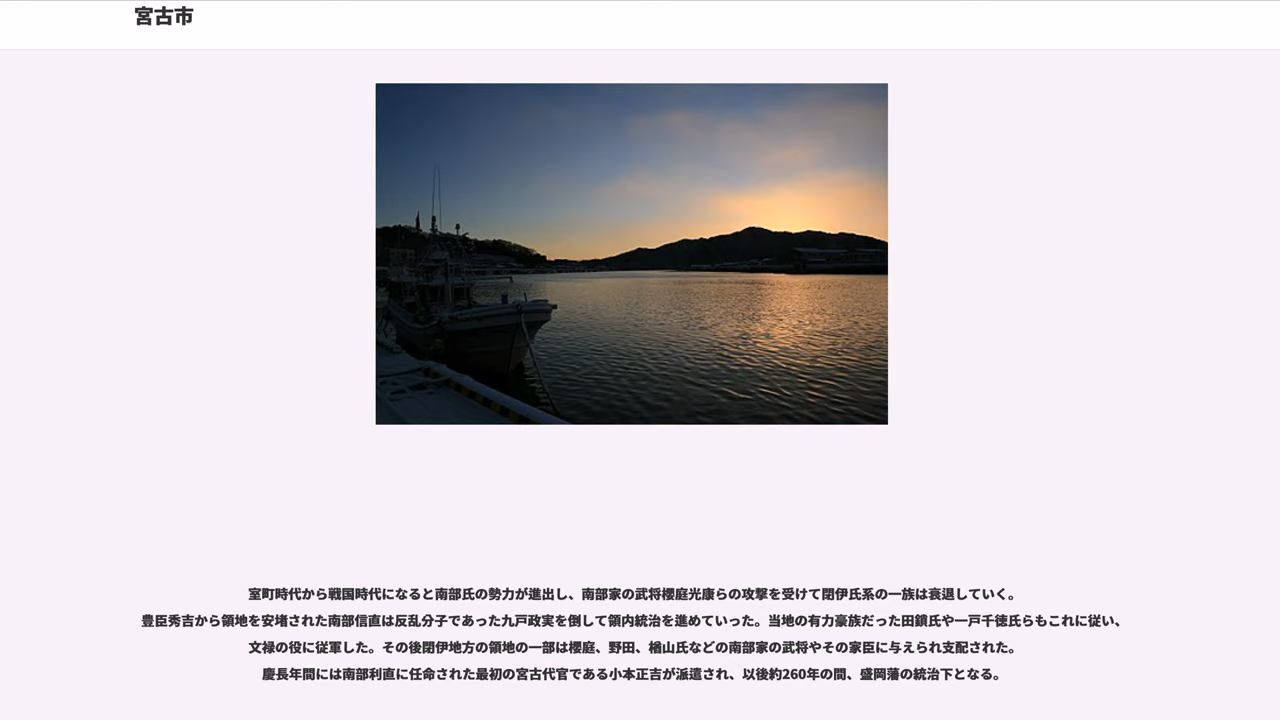 宮古市
室町時代から戦国時代になると南部氏の勢力が進出し、南部家の武将櫻庭光康らの攻撃を受けて閉伊氏系の一族は衰退していく。
豊臣秀吉から領地を安堵された南部信直は反乱分子であった九戸政実を倒して領内統治を進めていった。当地の有力豪族だった田鎖氏や一戸千徳氏らもこれに従い、
文禄の役に従軍した。その後閉伊地方の領地の一部は櫻庭、野田、楢山氏などの南部家の武将やその家臣に与えられ支配された。
慶長年間には南部利直に任命された最初の宮古代官である小本正吉が派遣され、以後約260年の間、盛岡藩の統治下となる。